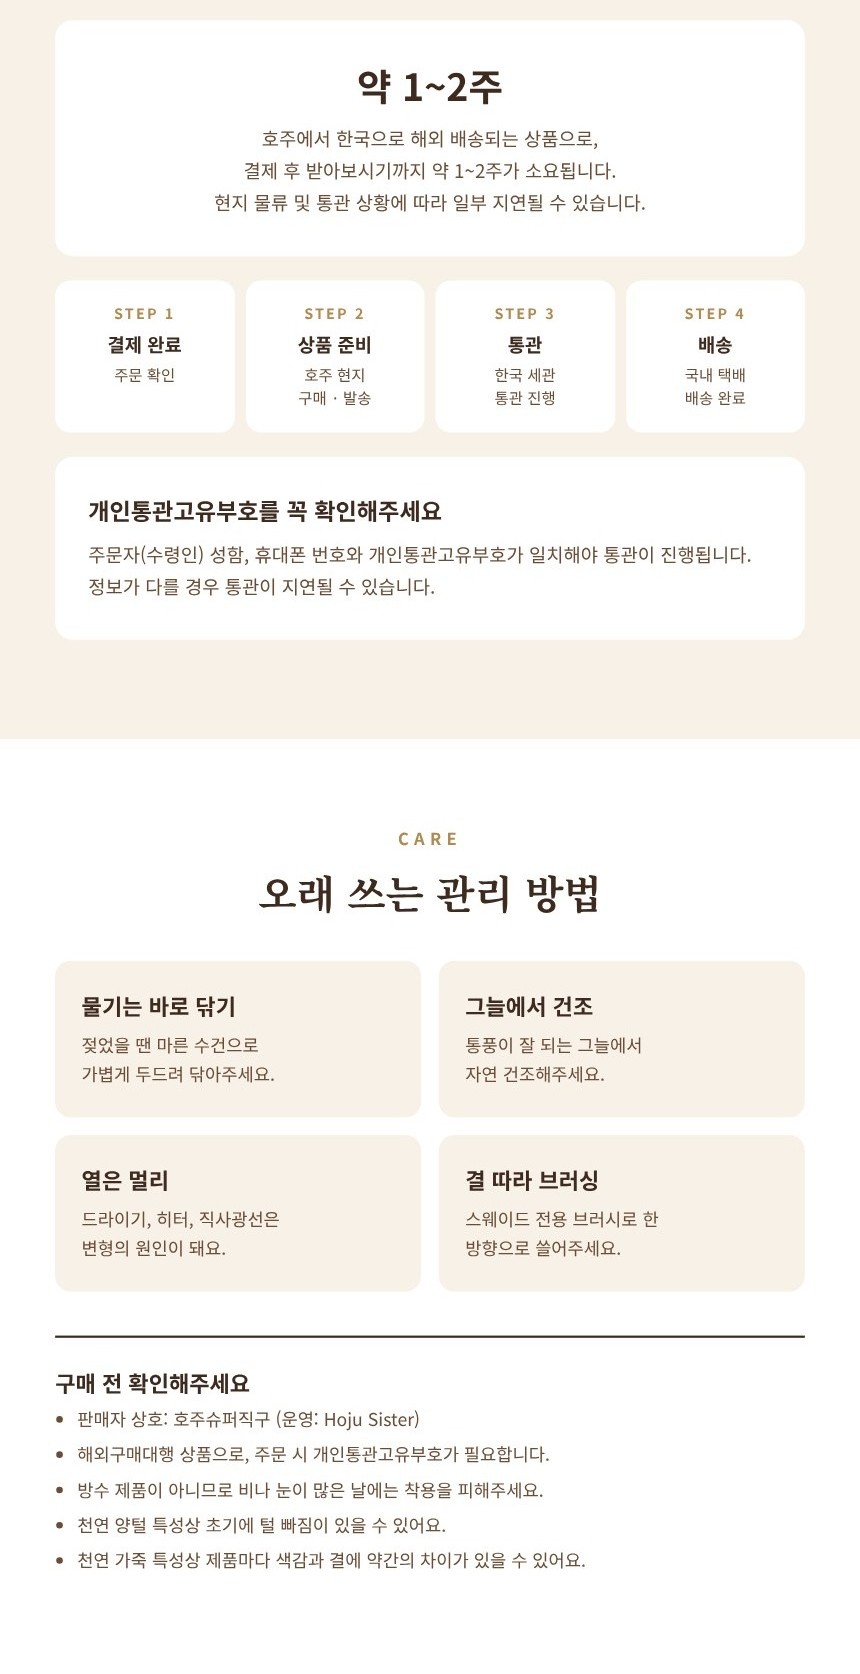 약 1~2주
호주에서 한국으로 해외 배송되는 상품으로,
결제 후 받아보시기까지 약 1~2주가 소요됩니다.
현지 물류 및 통관 상황에 따라 일부 지연될 수 있습니다.
STEP 1
결제 완료
주문 확인
STEP 2
상품 준비
호주 현지
구매 · 발송
STEP 3
통관
한국 세관
통관 진행
STEP 4
배송
국내 택배
배송 완료
개인통관고유부호를 꼭 확인해주세요
주문자(수령인) 성함, 휴대폰 번호와 개인통관고유부호가 일치해야 통관이 진행됩니다.
정보가 다를 경우 통관이 지연될 수 있습니다.
CARE
오래 쓰는 관리 방법
물기는 바로 닦기
젖었을 땐 마른 수건으로
가볍게 두드려 닦아주세요.
그늘에서 건조
통풍이 잘 되는 그늘에서
자연 건조해주세요.
열은 멀리
드라이기, 히터, 직사광선은
변형의 원인이 돼요.
결 따라 브러싱
스웨이드 전용 브러시로 한
방향으로 쓸어주세요.
구매 전 확인해주세요
• 판매자 상호: 호주슈퍼직구 (운영: Hoju Sister)
• 해외구매대행 상품으로, 주문 시 개인통관고유부호가 필요합니다.
• 방수 제품이 아니므로 비나 눈이 많은 날에는 착용을 피해주세요.
• 천연 양털 특성상 초기에 털 빠짐이 있을 수 있어요.
• 천연 가죽 특성상 제품마다 색감과 결에 약간의 차이가 있을 수 있어요.